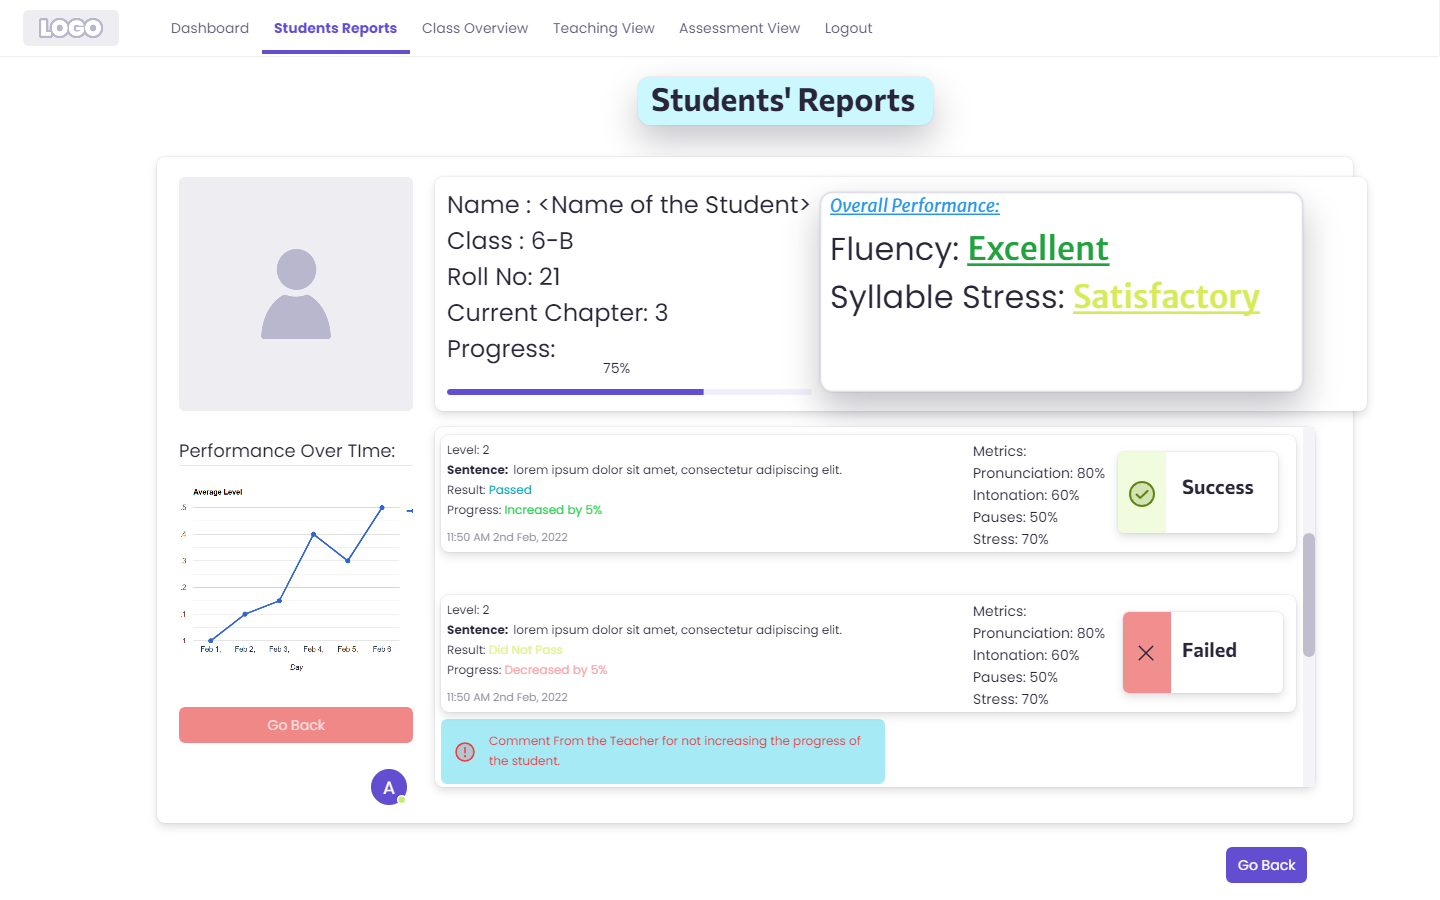 LOGO
Dashboard
Students Reports
Class Overview
Teaching View
Assessment View
Logout
Students' Reports
Name : <Name of the Student>
Class : 6-B
Roll No: 21
Current Chapter: 3
Progress:
75%
Overall Performance:
Fluency: Excellent
Syllable Stress: Satisfactory
Performance Over TIme:
Average Level
.5
.4
.3
.2
.1
1
Feb 1,
Feb 2,
Feb 3,
Feb 4,
Feb 5,
Feb 6
Day
Go Back
A
Level: 2
Sentence: lorem ipsum dolor sit amet, consectetur adipiscing elit.
Result: Passed
Progress: Increased by 5%
11:50 AM 2nd Feb, 2022
Metrics:
Pronunciation: 80%
Intonation: 60%
Pauses: 50%
Stress: 70%
Success
Level: 2
Sentence: lorem ipsum dolor sit amet, consectetur adipiscing elit.
Result: Did Not Pass
Progress: Decreased by 5%
11:50 AM 2nd Feb, 2022
Metrics:
Pronunciation: 80%
Intonation: 60%
Pauses: 50%
Stress: 70%
Failed
Comment From the Teacher for not increasing the progress of
the student.
Go Back